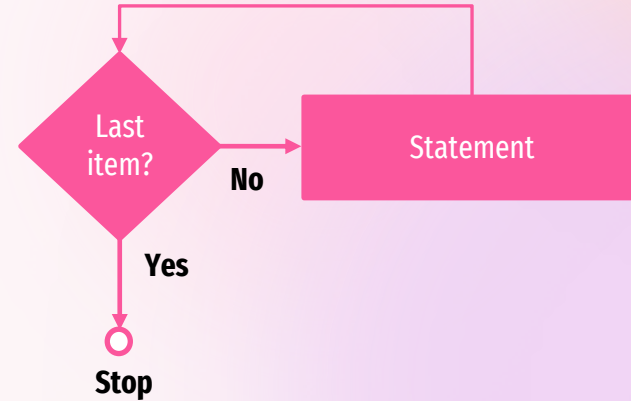 Last
item?
No
Statement
Yes
Stop